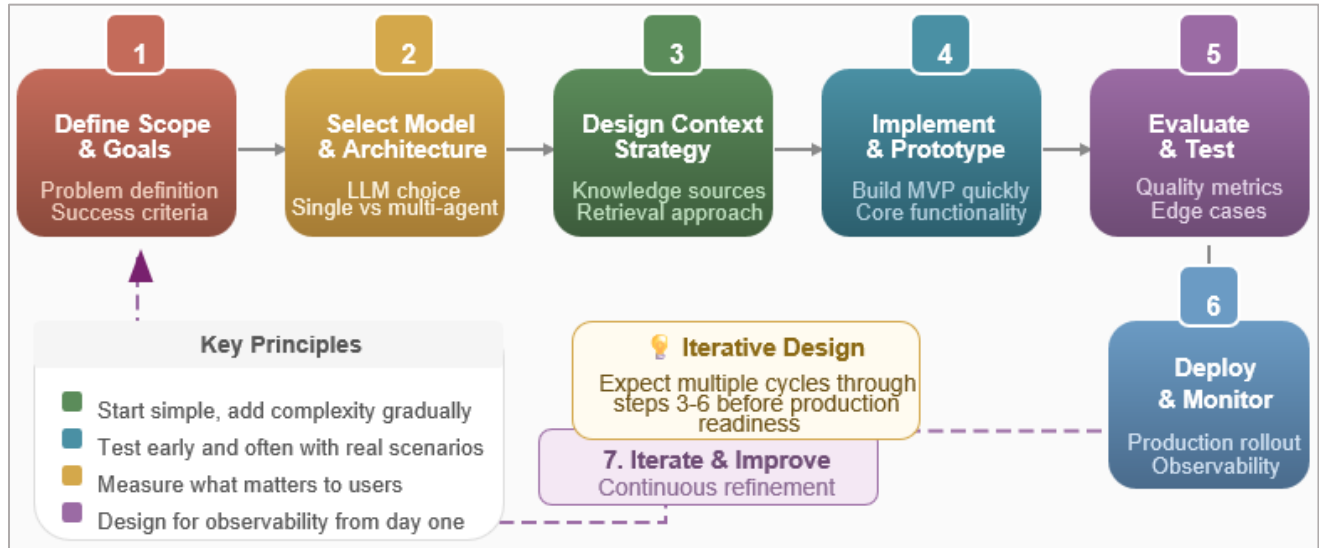 1
Define Scope
& Goals
Problem definition
Success criteria
2
Select Model
& Architecture
LLM choice
Single vs multi-agent
3
Design Context
Strategy
Knowledge sources
Retrieval approach
4
Implement
& Prototype
Build MVP quickly
Core functionality
5
Evaluate
& Test
Quality metrics
Edge cases
6
Deploy
& Monitor
Production rollout
Observability
Iterative Design
Expect multiple cycles through
steps 3-6 before production
readiness
7. Iterate & Improve
Continuous refinement
Key Principles
Start simple, add complexity gradually
Test early and often with real scenarios
Measure what matters to users
Design for observability from day one